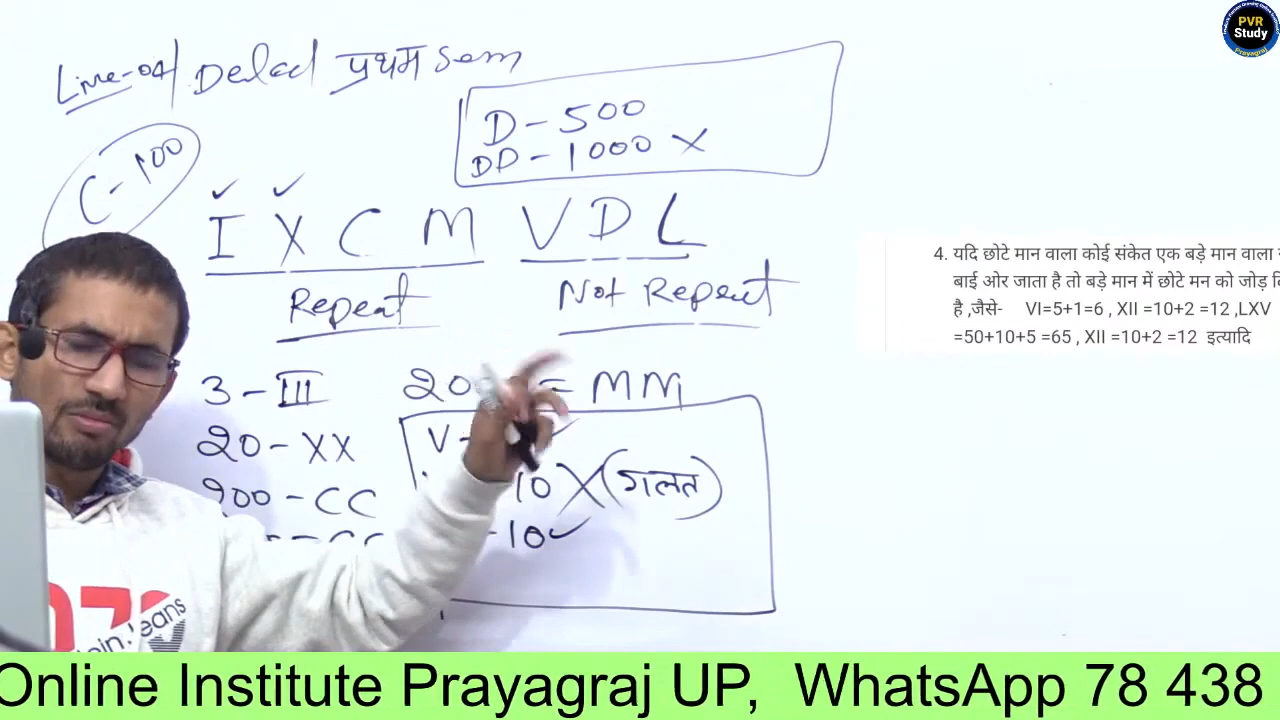 Live-04/ Deled प्रथम Sem
D-500
DD-1000 X
C-100
I X C M V D L
Repeat
Not Repeat
3-III
= MM
20-XX
V-
10 X (गलत)
200-CC
-10 ✓
4. यदि छोटे मान वाला कोई संकेत एक बड़े मान वाला
बाई ओर जाता है तो बड़े मान में छोटे मन को जोड़
है ,जैसे- VI=5+1=6 , XII =10+2 =12 ,LXV
=50+10+5 =65 , XII =10+2 =12 इत्यादि
PVR
Study
Prayagraj
Online Institute Prayagraj UP, WhatsApp 78 438